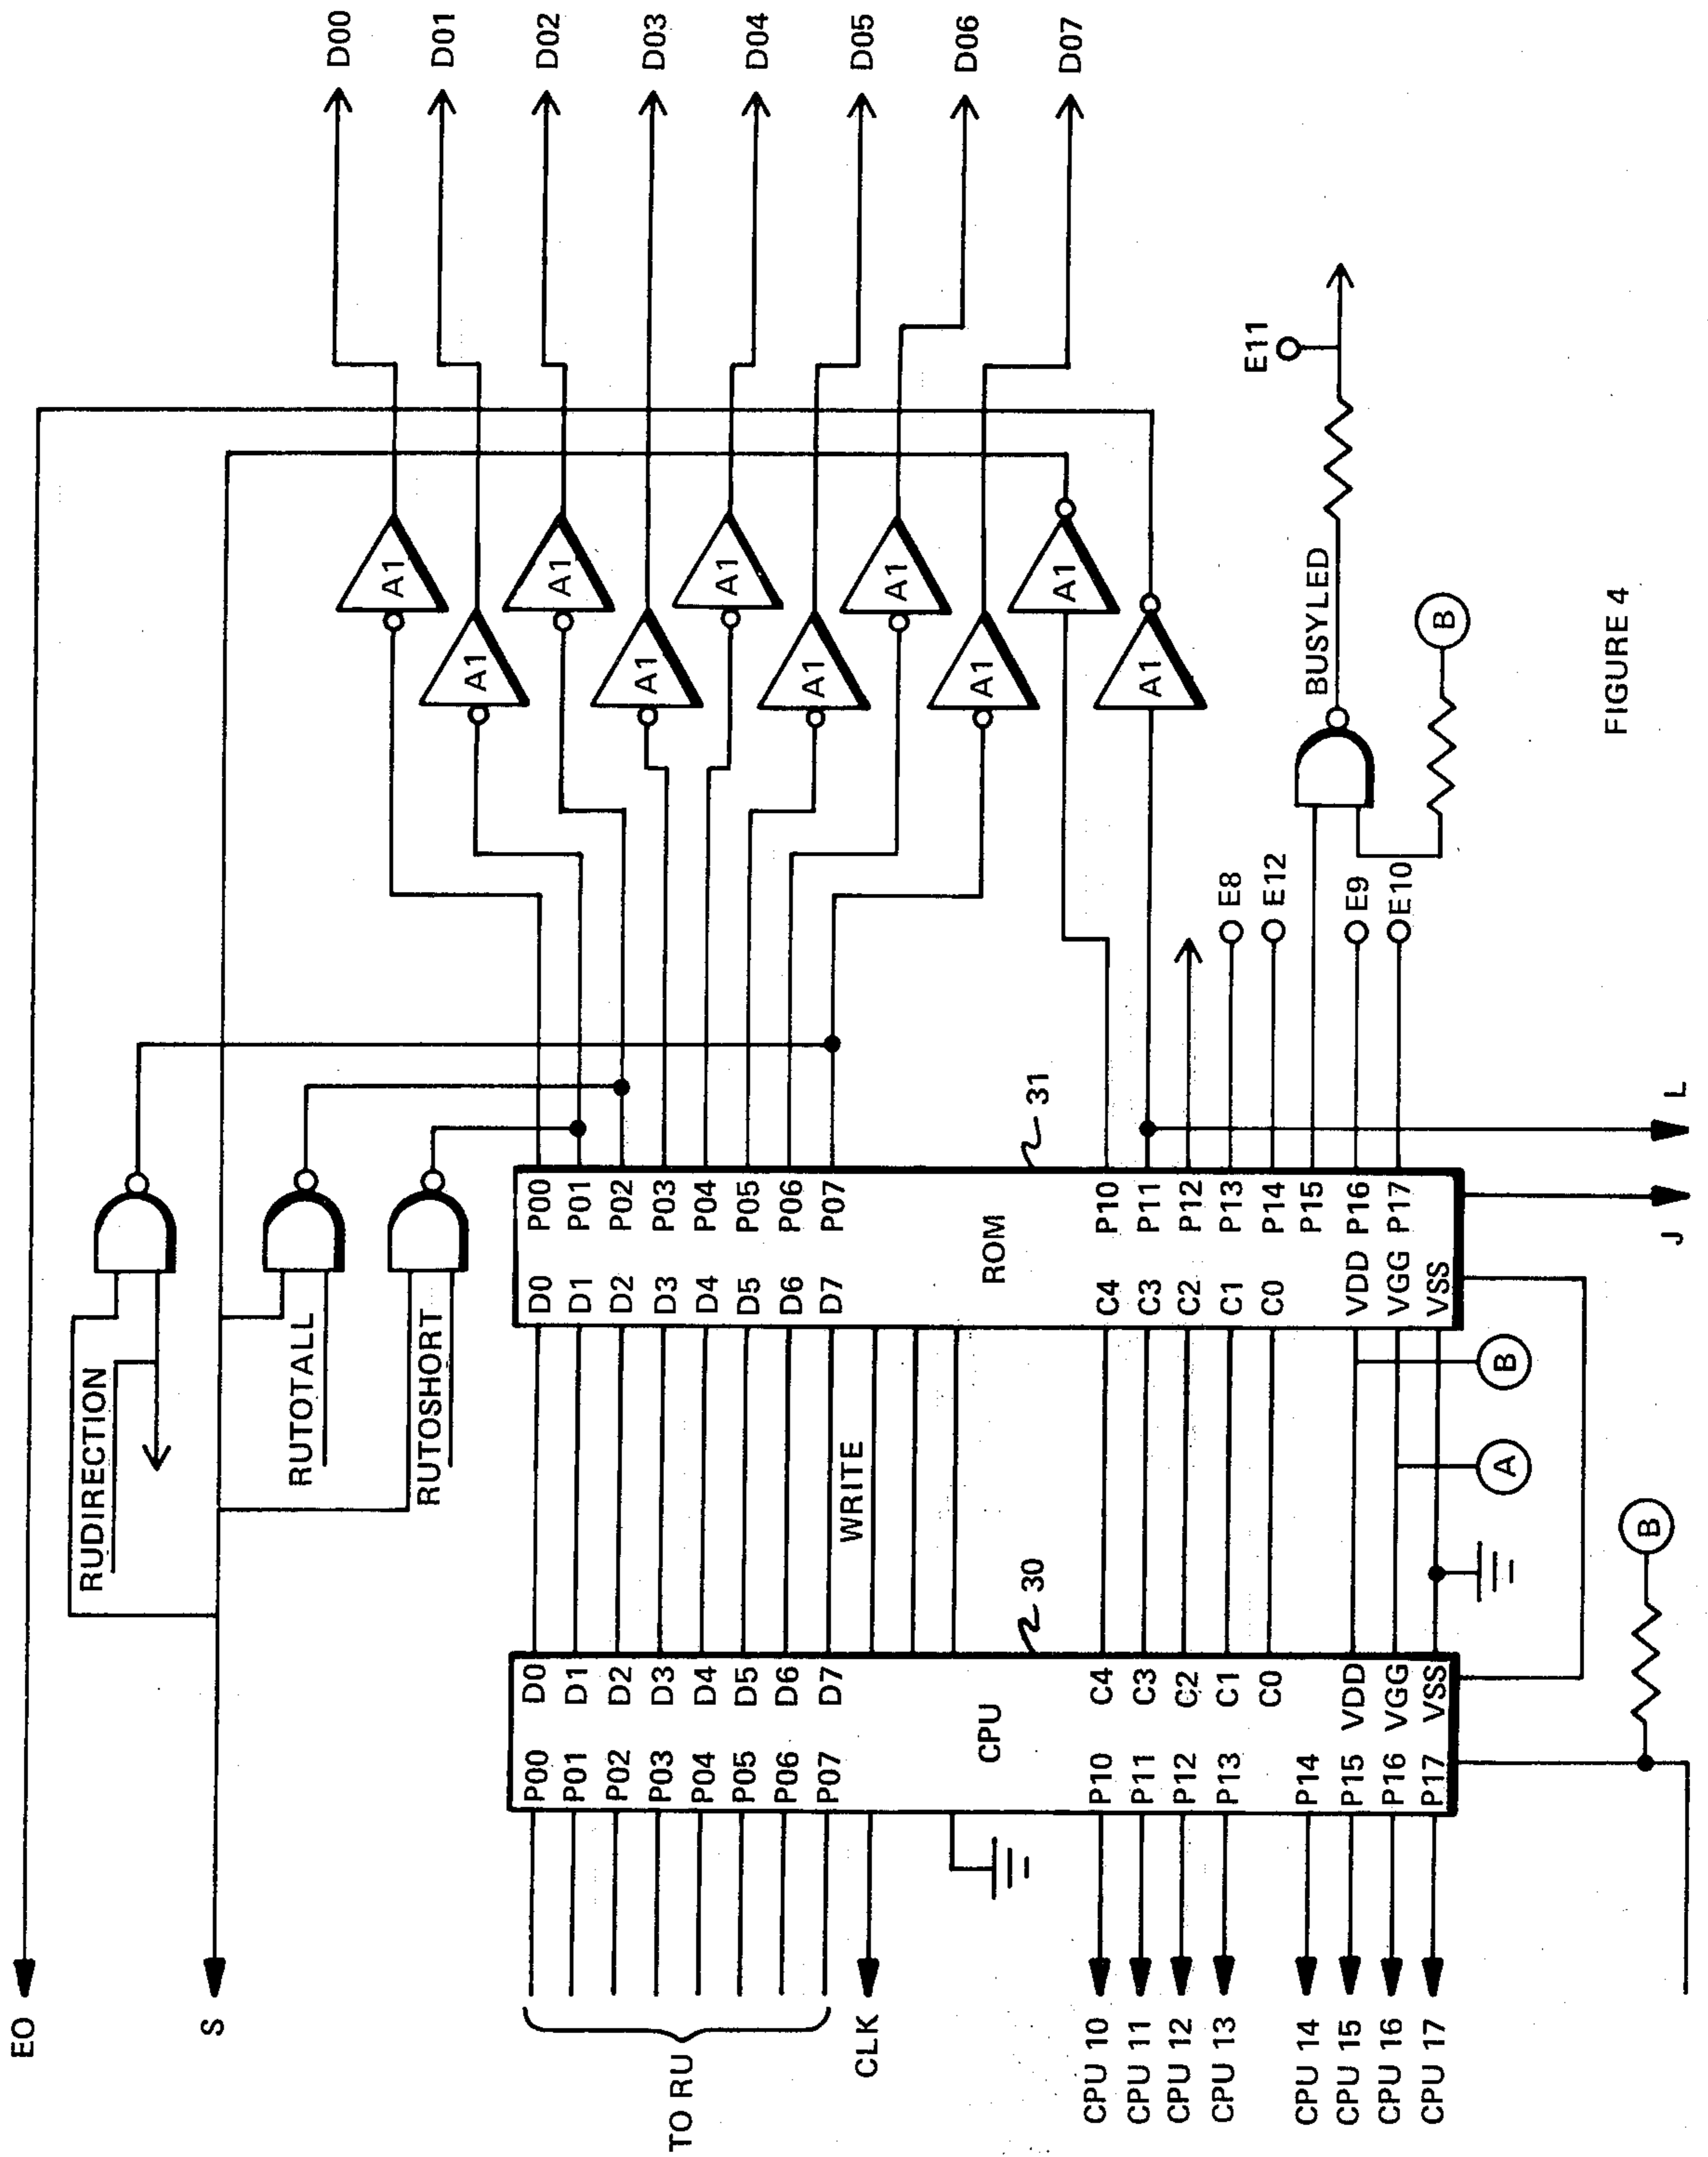 EO
S
RUDIRECTION
RUTOTALL
RUTOSHORT
TO RU
CLK
CPU 10
CPU 11
CPU 12
CPU 13
CPU 14
CPU 15
CPU 16
CPU 17
P00
P01
P02
P03
P04
P05
P06
P07
P10
P11
P12
P13
P14
P15
P16
P17
CPU
D0
D1
D2
D3
D4
D5
D6
D7
C4
C3
C2
C1
C0
VDD
VGG
VSS
30
WRITE
B
A
B
D0
D1
D2
D3
D4
D5
D6
D7
C4
C3
C2
C1
C0
VDD
VGG
VSS
ROM
P00
P01
P02
P03
P04
P05
P06
P07
P10
P11
P12
P13
P14
P15
P16
P17
31
J
L
E8
E12
E9
E10
A1
A1
A1
A1
A1
A1
A1
A1
A1
A1
BUSYLED
B
E11
D00
D01
D02
D03
D04
D05
D06
D07
FIGURE 4